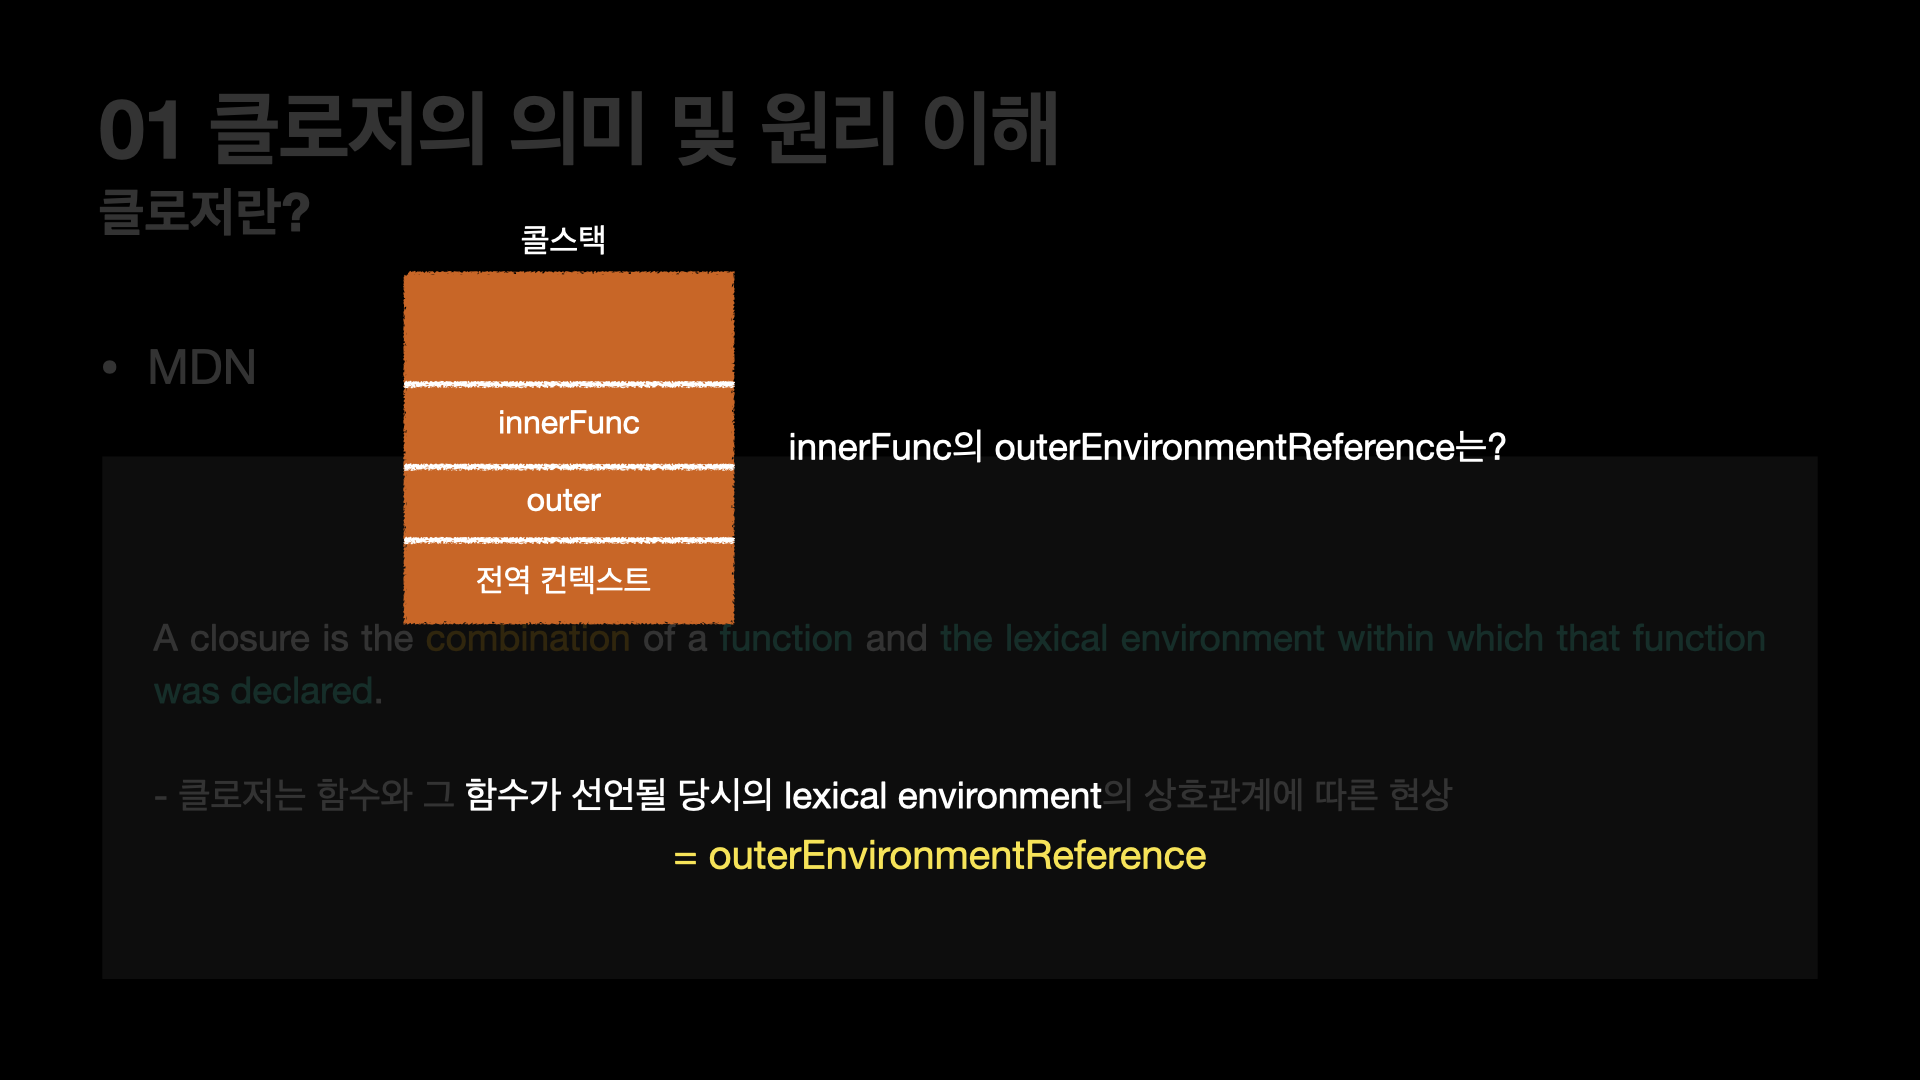 01 클로저의 의미 및 원리 이해
클로저란?
콜스택
• MDN
innerFunc
innerFunc의 outerEnvironmentReference는?
outer
전역 컨텍스트
A closure is the combination of a function and the lexical environment within which that function
was declared.
- 클로저는 함수와 그 함수가 선언될 당시의 lexical environment의 상호관계에 따른 현상
= outerEnvironmentReference